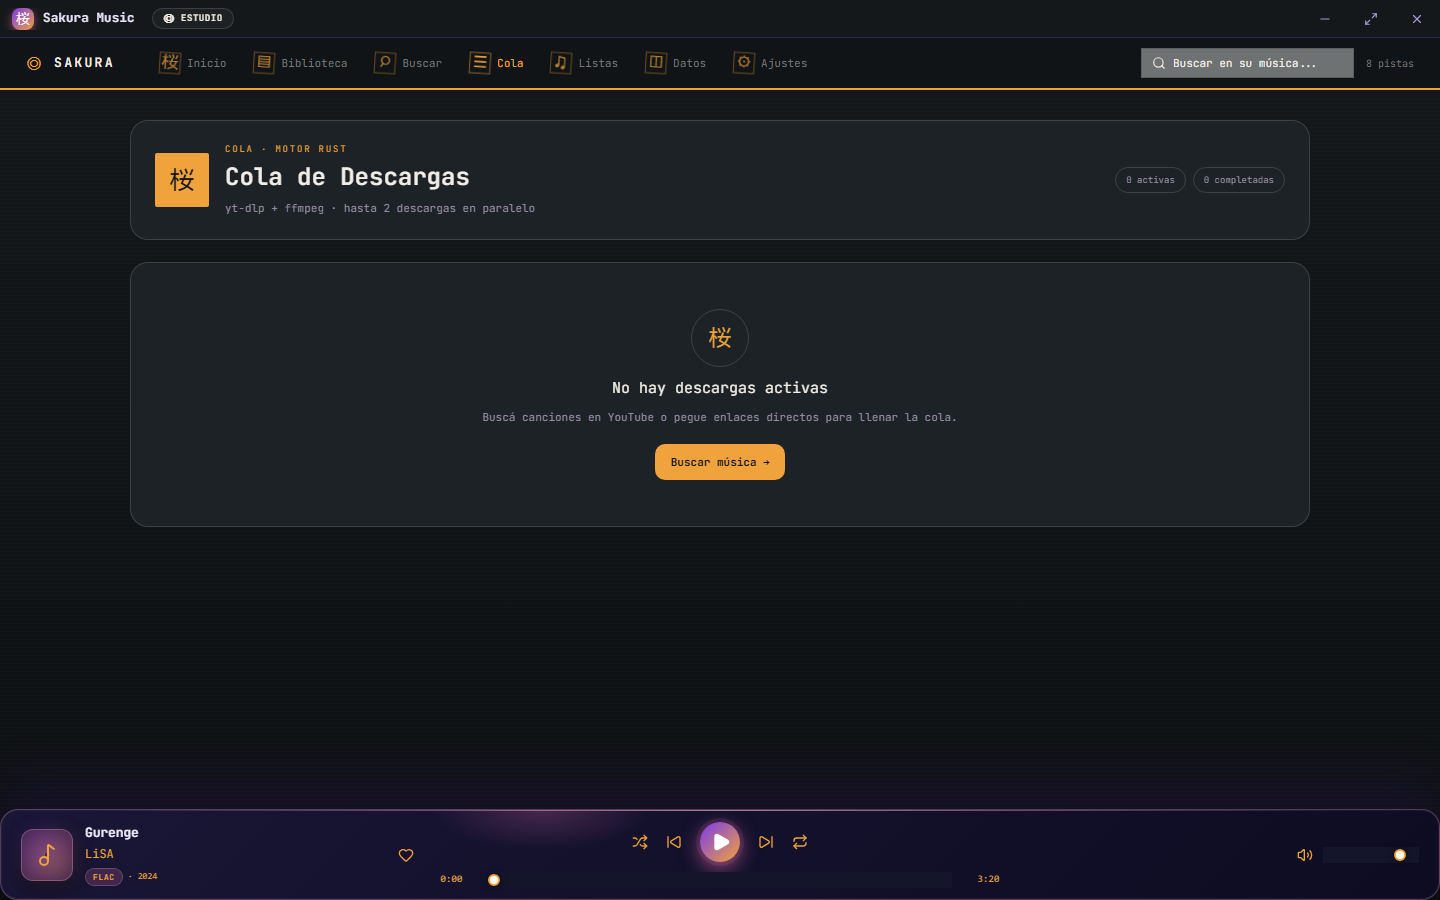 桜 Sakura Music ESTUDIO
SAKURA 桜 Inicio Biblioteca Buscar Cola Listas Datos Ajustes Buscar en su música... 8 pistas
COLA · MOTOR RUST
桜 Cola de Descargas
yt-dlp + ffmpeg · hasta 2 descargas en paralelo
0 activas 0 completadas
桜
No hay descargas activas
Buscá canciones en YouTube o pegue enlaces directos para llenar la cola.
Buscar música →
Gurenge
LiSA
FLAC · 2024
0:00 3:20